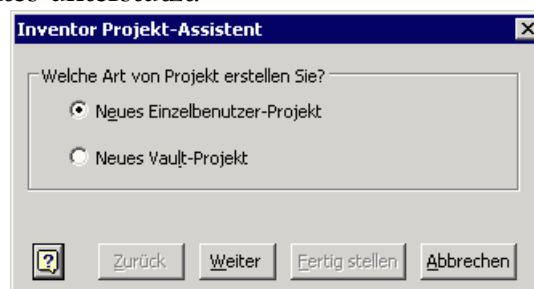 Inventor Projekt-Assistent
Welche Art von Projekt erstellen Sie?
Neues Einzelbenutzer-Projekt
Neues Vault-Projekt
Zurück Weiter Fertig stellen Abbrechen